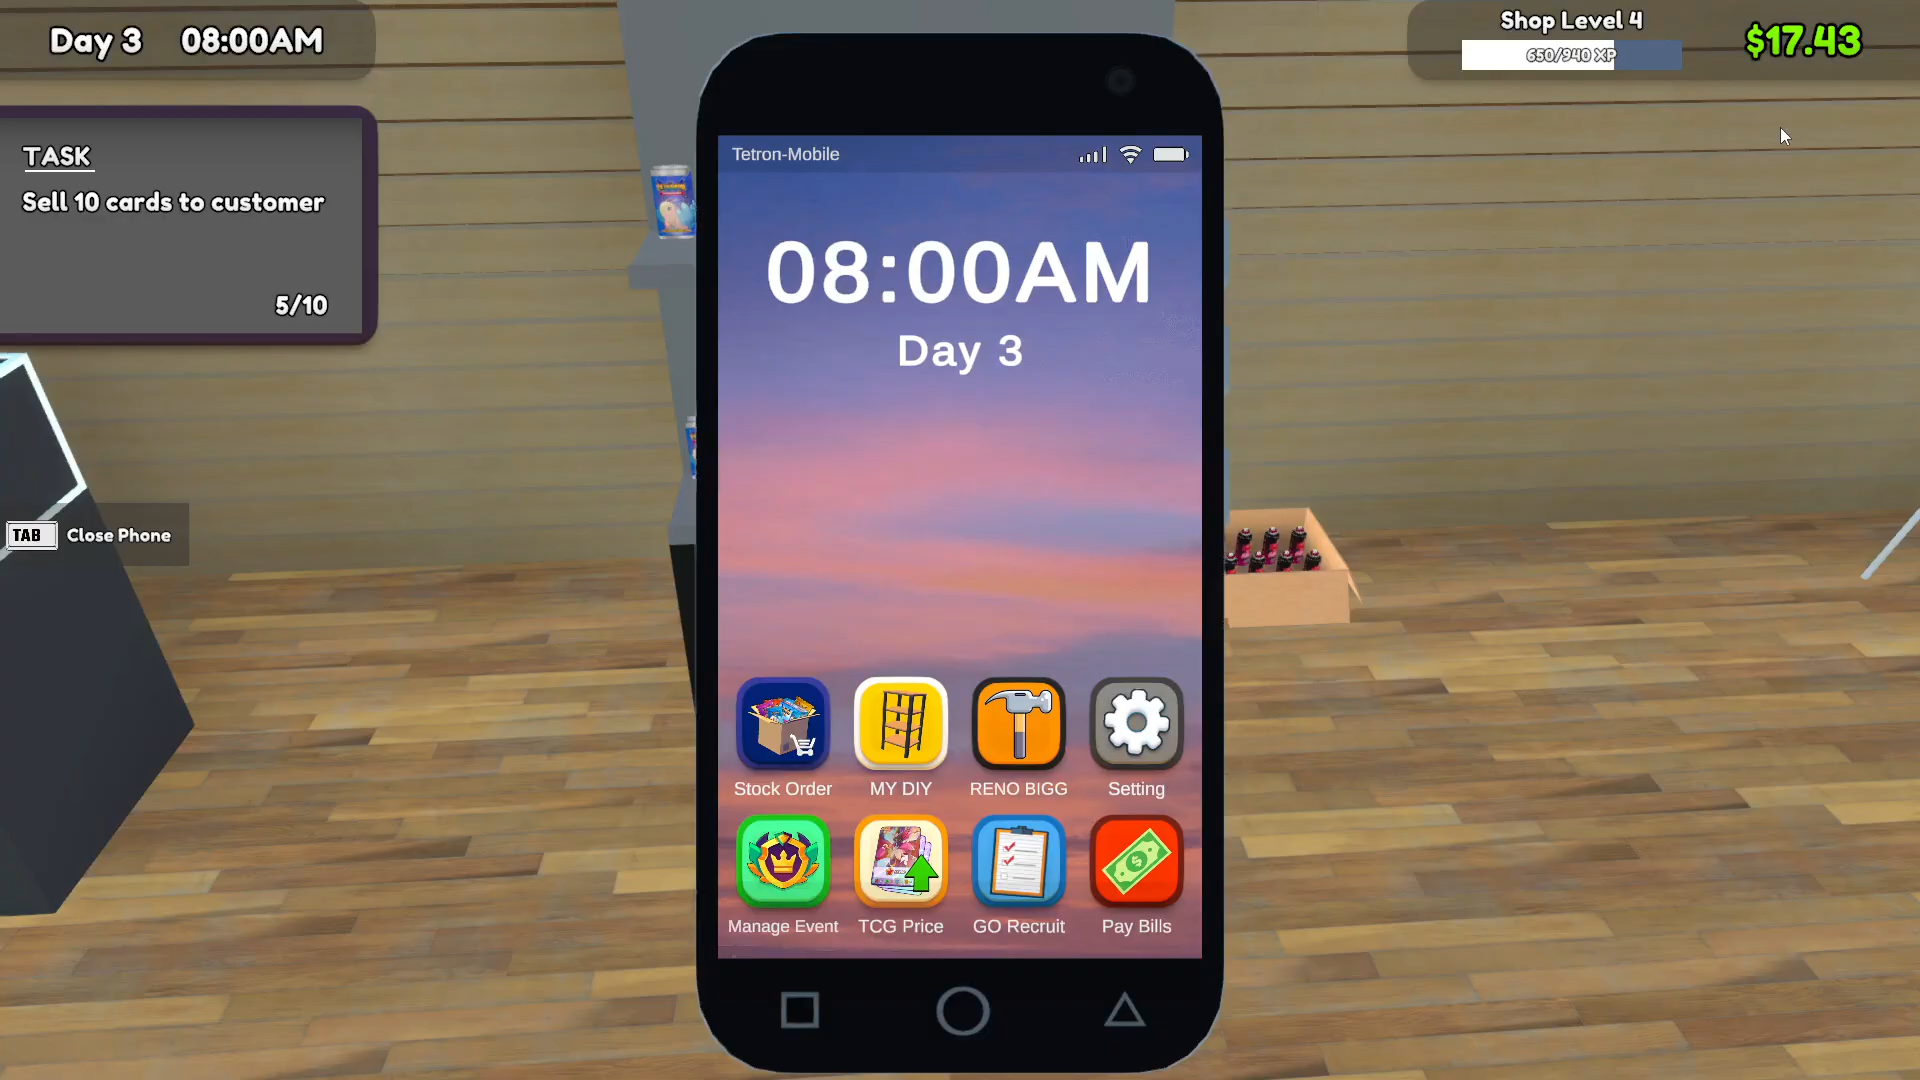 Day 3 08:00AM
Shop Level 4
650/940 XP
$17.43
TASK
Sell 10 cards to customer
5/10
TAB Close Phone
Tetron-Mobile
08:00AM
Day 3
Stock Order MY DIY RENO BIGG Setting
Manage Event TCG Price GO Recruit Pay Bills